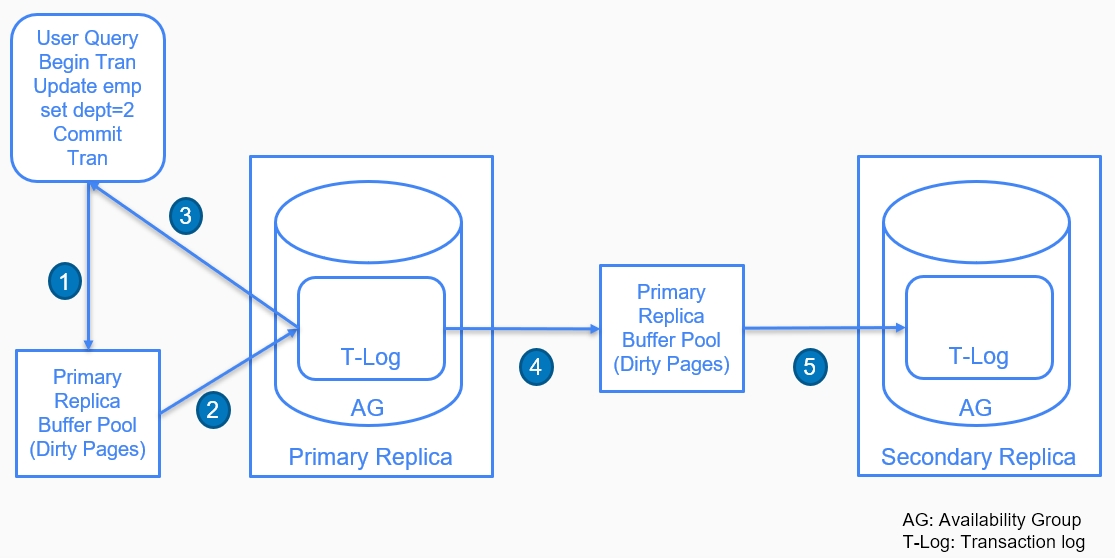 User Query
Begin Tran
Update emp
set dept=2
Commit
Tran
3
1
Primary
Replica
Buffer Pool
(Dirty Pages)
2
T-Log
AG
Primary Replica
4
Primary
Replica
Buffer Pool
(Dirty Pages)
5
T-Log
AG
Secondary Replica
AG: Availability Group
T-Log: Transaction log